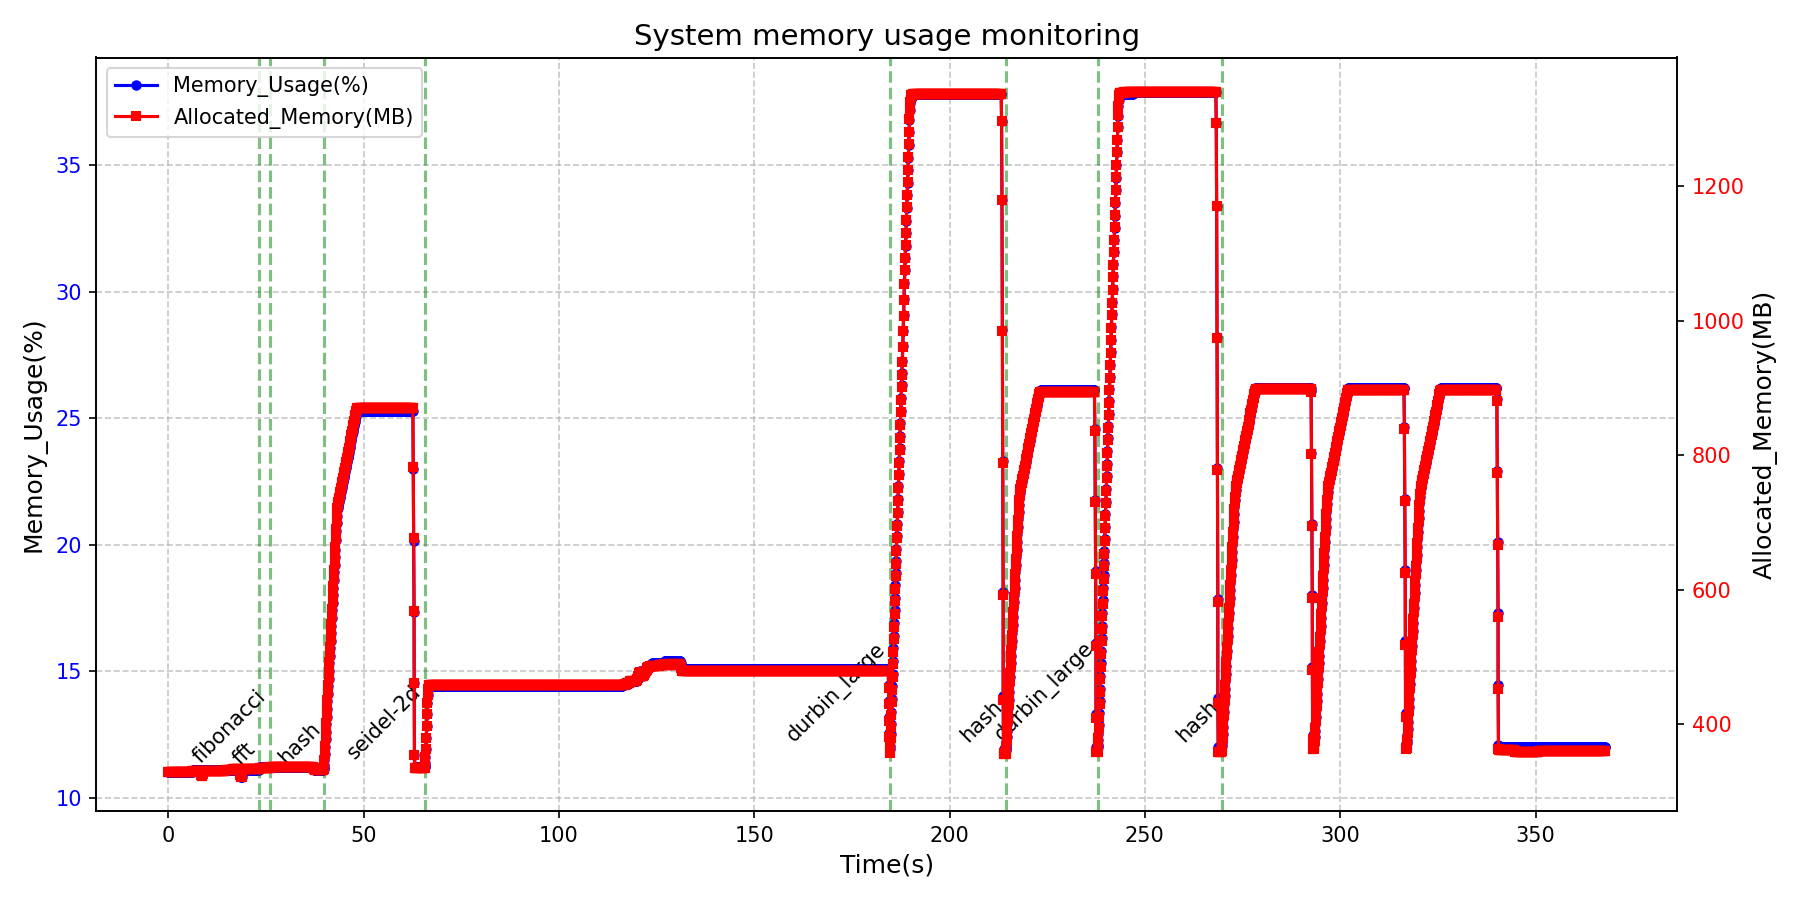 System memory usage monitoring
Memory_Usage(%)
Allocated_Memory(MB)
35
30
25
20
15
10
Memory_Usage(%)
1200
1000
800
600
400
Allocated_Memory(MB)
fibonacci
fft
hash
seidel-2d
durbin_large
hash
durbin_large
hash
0 50 100 150 200 250 300 350
Time(s)